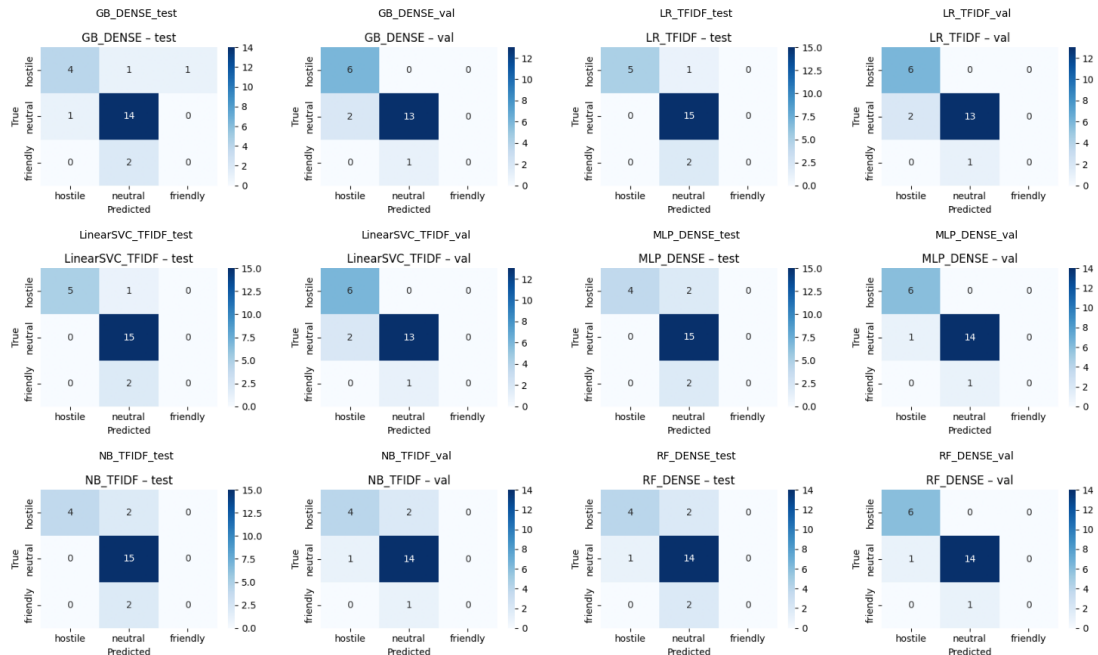 GB_DENSE_test
GB_DENSE – test
hostile
4 1 1
True
neutral
1 14 0
friendly
0 2 0
hostile neutral friendly
Predicted
14
12
10
8
6
4
2
0
GB_DENSE_val
GB_DENSE – val
hostile
6 0 0
True
neutral
2 13 0
friendly
0 1 0
hostile neutral friendly
Predicted
12
10
8
6
4
2
0
LR_TFIDF_test
LR_TFIDF – test
hostile
5 1 0
True
neutral
0 15 0
friendly
0 2 0
hostile neutral friendly
Predicted
15.0
12.5
10.0
7.5
5.0
2.5
0.0
LR_TFIDF_val
LR_TFIDF – val
hostile
6 0 0
True
neutral
2 13 0
friendly
0 1 0
hostile neutral friendly
Predicted
12
10
8
6
4
2
0
LinearSVC_TFIDF_test
LinearSVC_TFIDF – test
hostile
5 1 0
True
neutral
0 15 0
friendly
0 2 0
hostile neutral friendly
Predicted
15.0
12.5
10.0
7.5
5.0
2.5
0.0
LinearSVC_TFIDF_val
LinearSVC_TFIDF – val
hostile
6 0 0
True
neutral
2 13 0
friendly
0 1 0
hostile neutral friendly
Predicted
12
10
8
6
4
2
0
MLP_DENSE_test
MLP_DENSE – test
hostile
4 2 0
True
neutral
0 15 0
friendly
0 2 0
hostile neutral friendly
Predicted
15.0
12.5
10.0
7.5
5.0
2.5
0.0
MLP_DENSE_val
MLP_DENSE – val
hostile
6 0 0
True
neutral
1 14 0
friendly
0 1 0
hostile neutral friendly
Predicted
14
12
10
8
6
4
2
0
NB_TFIDF_test
NB_TFIDF – test
hostile
4 2 0
True
neutral
0 15 0
friendly
0 2 0
hostile neutral friendly
Predicted
15.0
12.5
10.0
7.5
5.0
2.5
0.0
NB_TFIDF_val
NB_TFIDF – val
hostile
4 2 0
True
neutral
1 14 0
friendly
0 1 0
hostile neutral friendly
Predicted
14
12
10
8
6
4
2
0
RF_DENSE_test
RF_DENSE – test
hostile
4 2 0
True
neutral
1 14 0
friendly
0 2 0
hostile neutral friendly
Predicted
14
12
10
8
6
4
2
0
RF_DENSE_val
RF_DENSE – val
hostile
6 0 0
True
neutral
1 14 0
friendly
0 1 0
hostile neutral friendly
Predicted
14
12
10
8
6
4
2
0